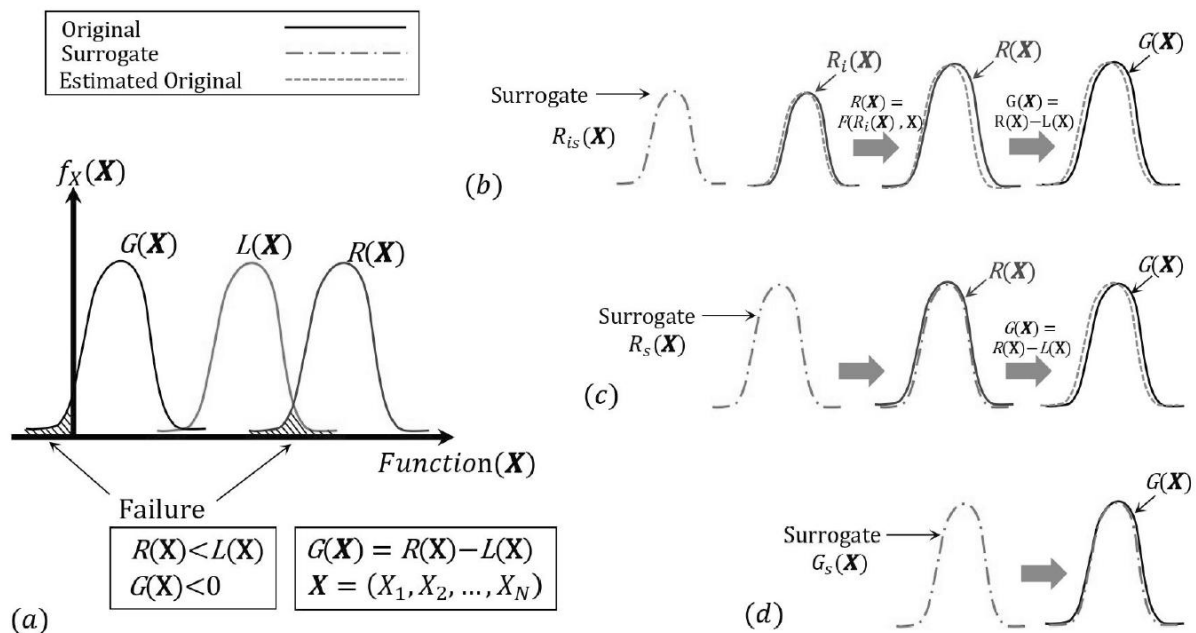 Original
Surrogate
Estimated Original
f_X(X)
G(X)
L(X)
R(X)
Function(X)
Failure
R(X)<L(X)
G(X)<0
G(X) = R(X)−L(X)
X = (X_1, X_2, ..., X_N)
(a)
Surrogate
R_is(X)
R_i(X)
R(X) =
F(R_i(X) , X)
R(X)
G(X) =
R(X)−L(X)
G(X)
(b)
Surrogate
R_s(X)
R(X)
G(X) =
R(X)−L(X)
G(X)
(c)
Surrogate
G_s(X)
G(X)
(d)